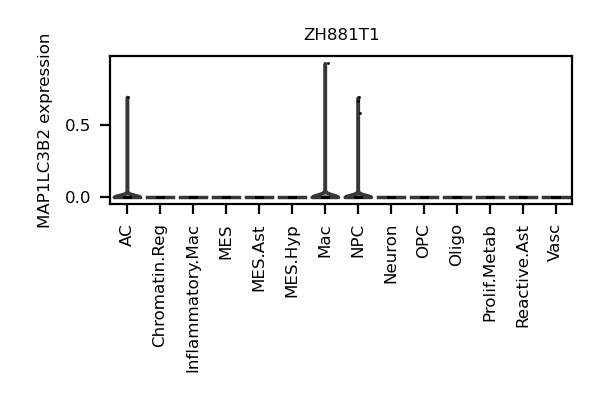 ZH881T1
MAP1LC3B2 expression
0.5
0.0
AC
Chromatin.Reg
Inflammatory.Mac
MES
MES.Ast
MES.Hyp
Mac
NPC
Neuron
OPC
Oligo
Prolif.Metab
Reactive.Ast
Vasc